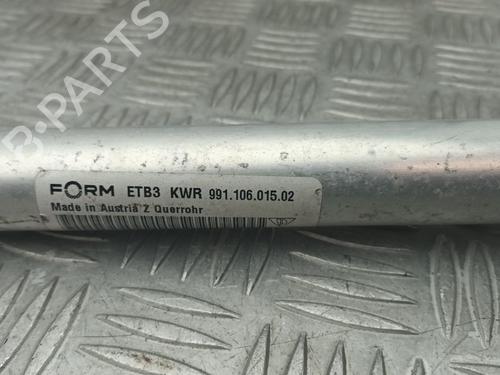 B-PARTS
FORM ETB3 KWR 991.106.015.02
Made in Austria Z Querrohr